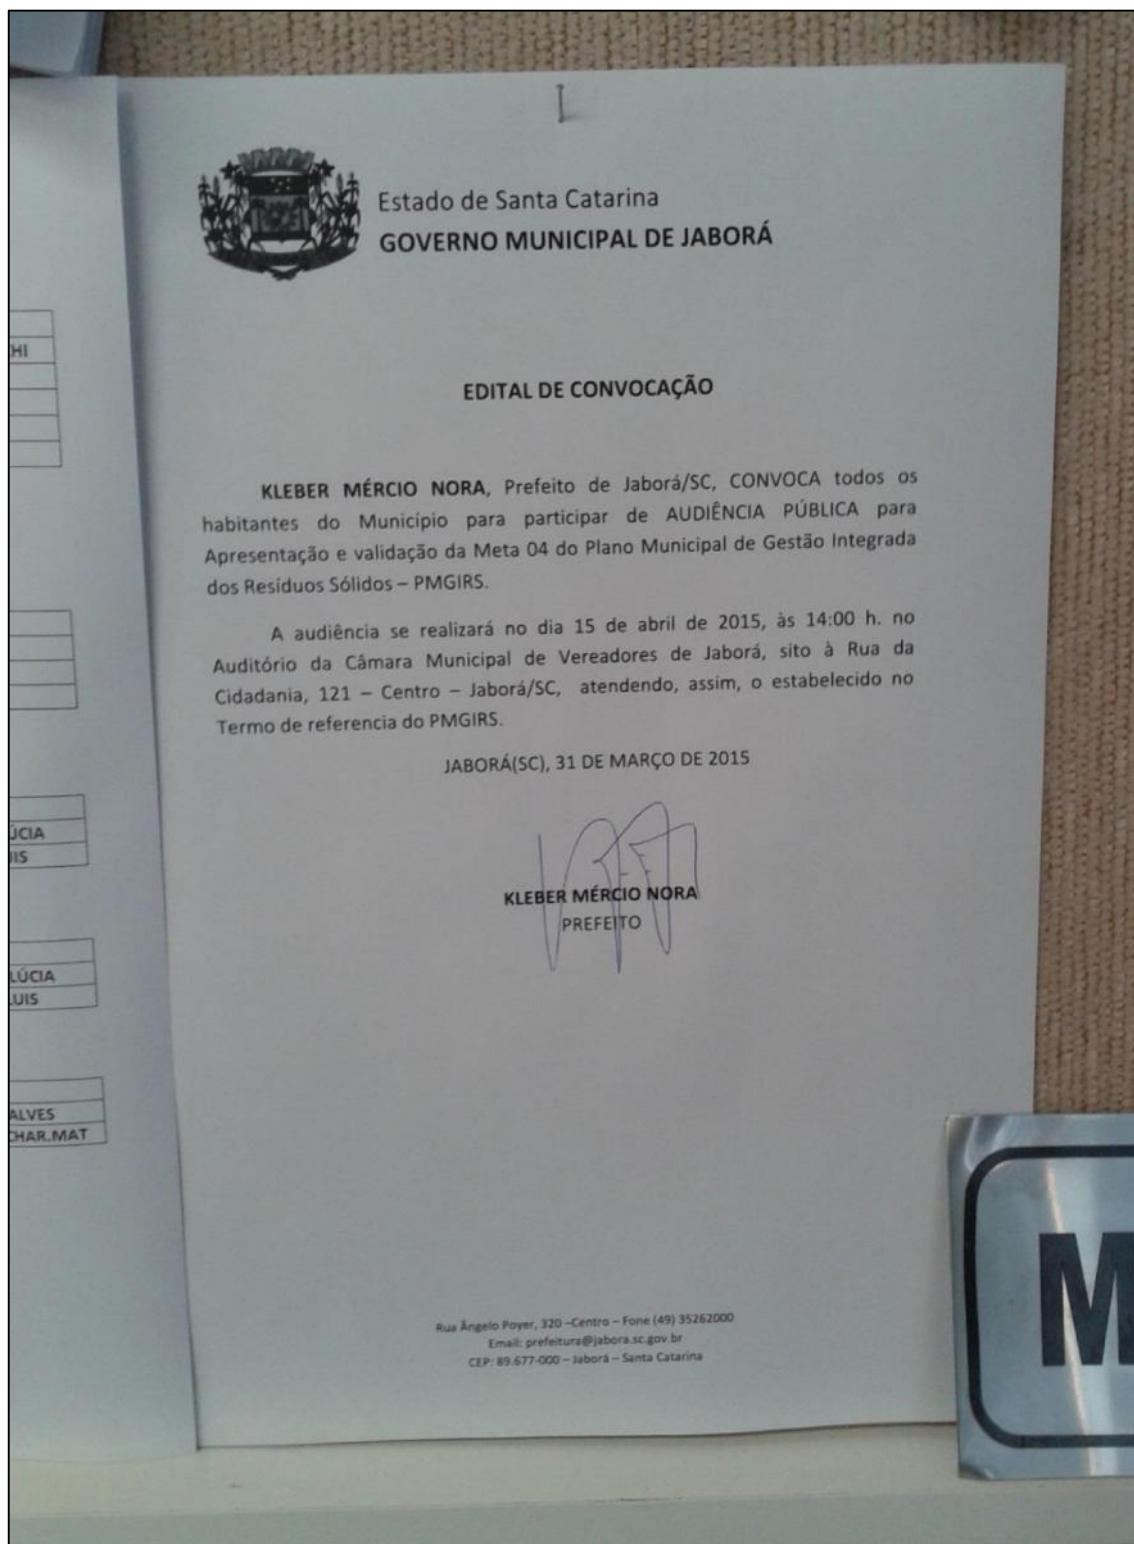 Estado de Santa Catarina
GOVERNO MUNICIPAL DE JABORÁ
EDITAL DE CONVOCAÇÃO
KLEBER MÉRCIO NORA, Prefeito de Jaborá/SC, CONVOCA todos os
habitantes do Município para participar de AUDIÊNCIA PÚBLICA para
Apresentação e validação da Meta 04 do Plano Municipal de Gestão Integrada
dos Resíduos Sólidos – PMGIRS.
A audiência se realizará no dia 15 de abril de 2015, às 14:00 h. no
Auditório da Câmara Municipal de Vereadores de Jaborá, sito à Rua da
Cidadania, 121 – Centro – Jaborá/SC, atendendo, assim, o estabelecido no
Termo de referencia do PMGIRS.
JABORÁ(SC), 31 DE MARÇO DE 2015
KLEBER MÉRCIO NORA
PREFEITO
Rua Ângelo Poyer, 320 –Centro – Fone (49) 35262000
Email: prefeitura@jabora.sc.gov.br
CEP: 89.677-000 – Jaborá – Santa Catarina
HI
ÚCIA
IS
LÚCIA
LUIS
ALVES
CHAR.MAT
M